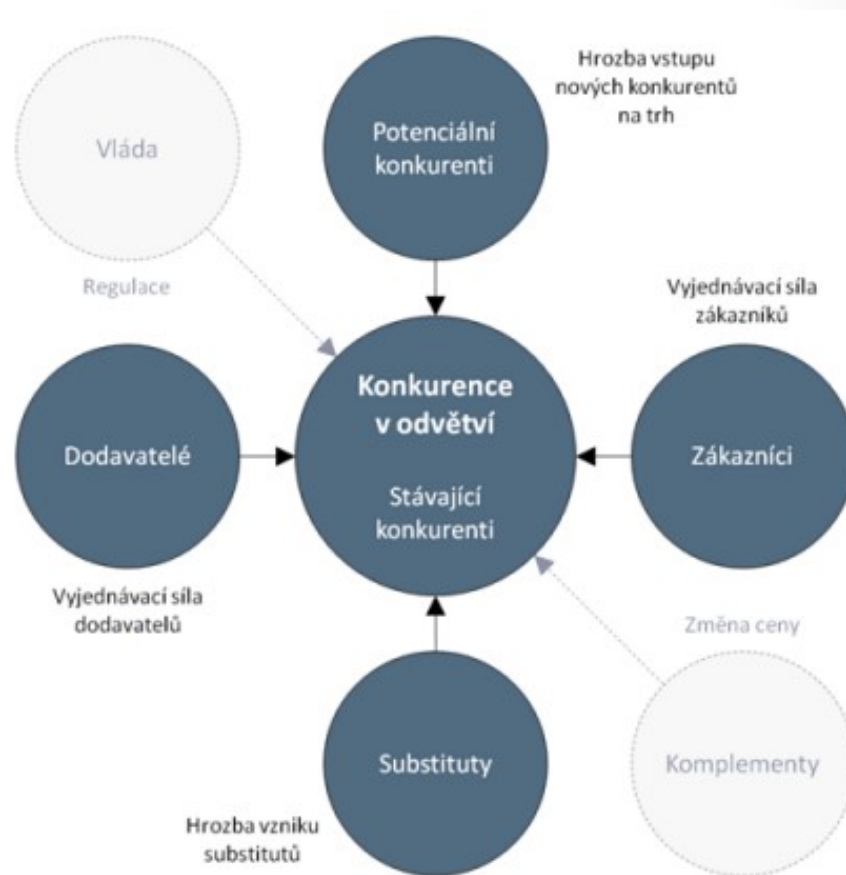 Hrozba vstupu
nových konkurentů
na trh
Vláda
Potenciální
konkurenti
Regulace
Vyjednávací síla
zákazníků
Konkurence
v odvětví
Dodavatelé
Zákazníci
Stávající
konkurenti
Vyjednávací síla
dodavatelů
Změna ceny
Substituty
Komplementy
Hrozba vzniku
substitutů